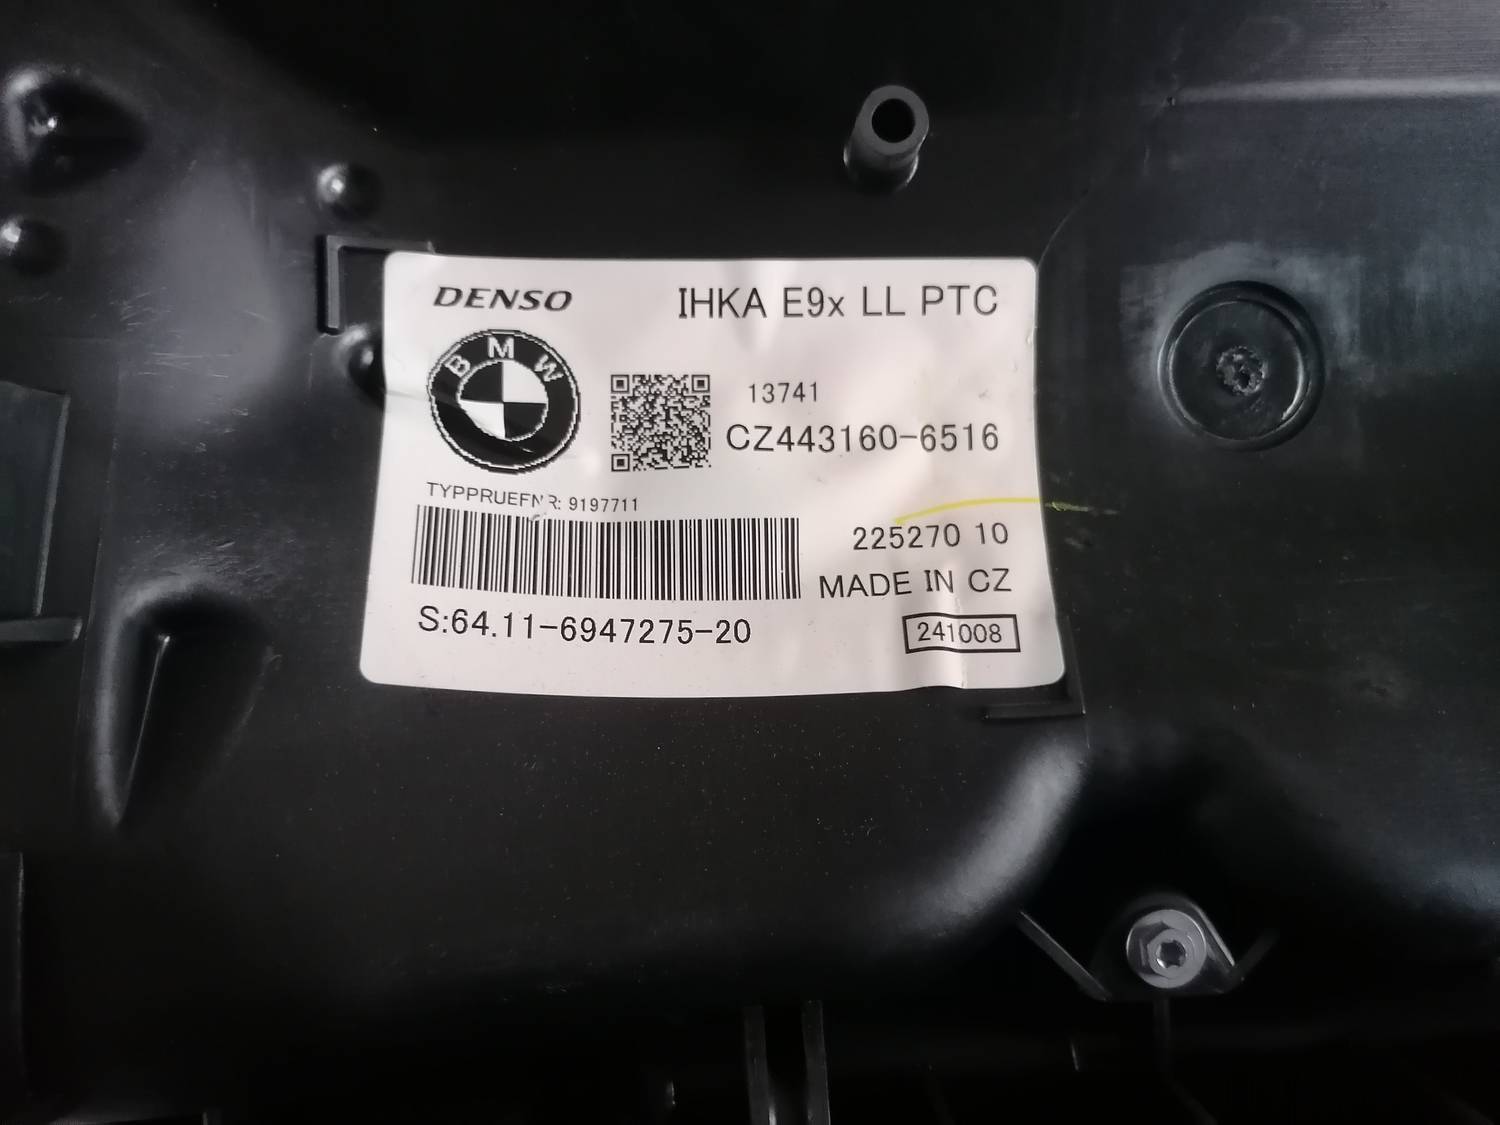 DENSO
IHKA E9x LL PTC
BMW
13741
CZ443160-6516
TYPPRUEFNR: 9197711
225270 10
MADE IN CZ
S:64.11-6947275-20
241008